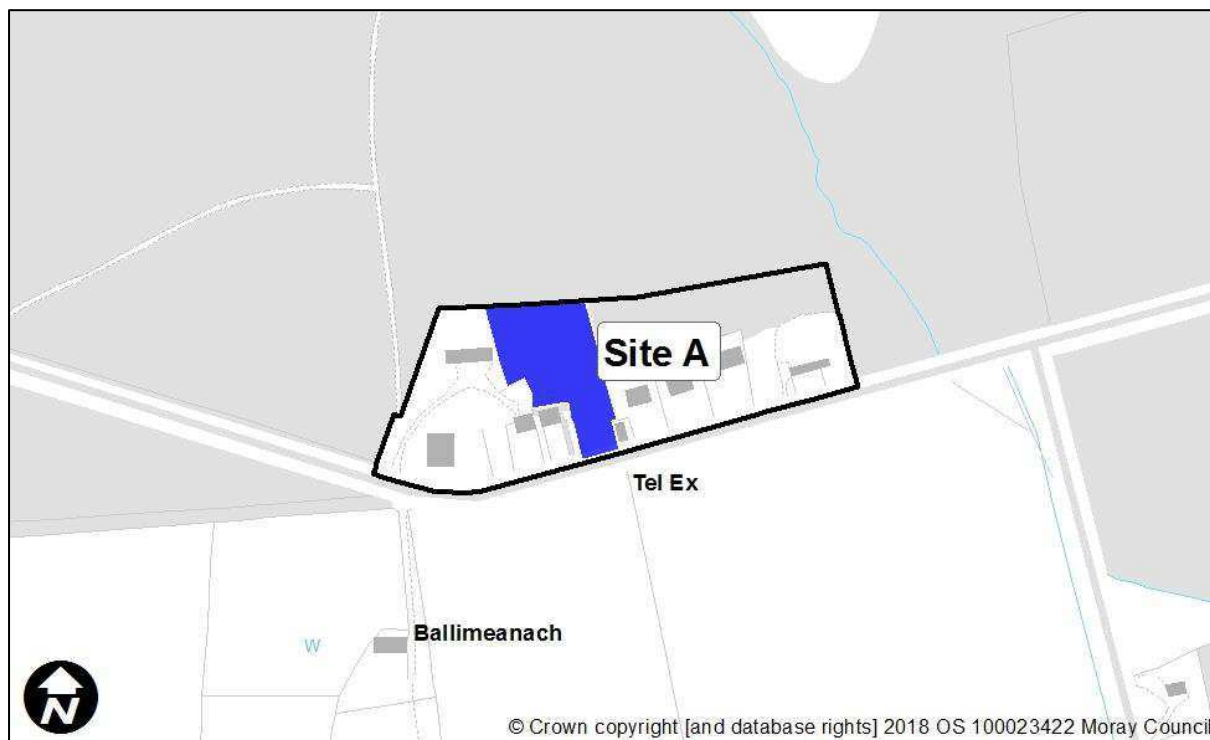 Site A
Tel Ex
Ballimeanach
W
N
© Crown copyright [and database rights] 2018 OS 100023422 Moray Council